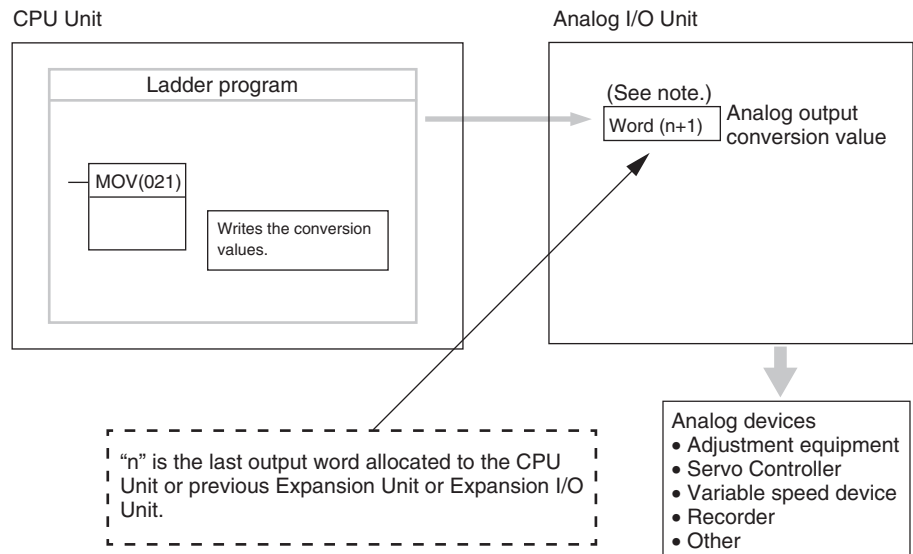 CPU Unit
Analog I/O Unit
Ladder program
(See note.)
Word (n+1)
Analog output
conversion value
MOV(021)
Writes the conversion
values.
“n” is the last output word allocated to the CPU
Unit or previous Expansion Unit or Expansion I/O
Unit.
Analog devices
• Adjustment equipment
• Servo Controller
• Variable speed device
• Recorder
• Other